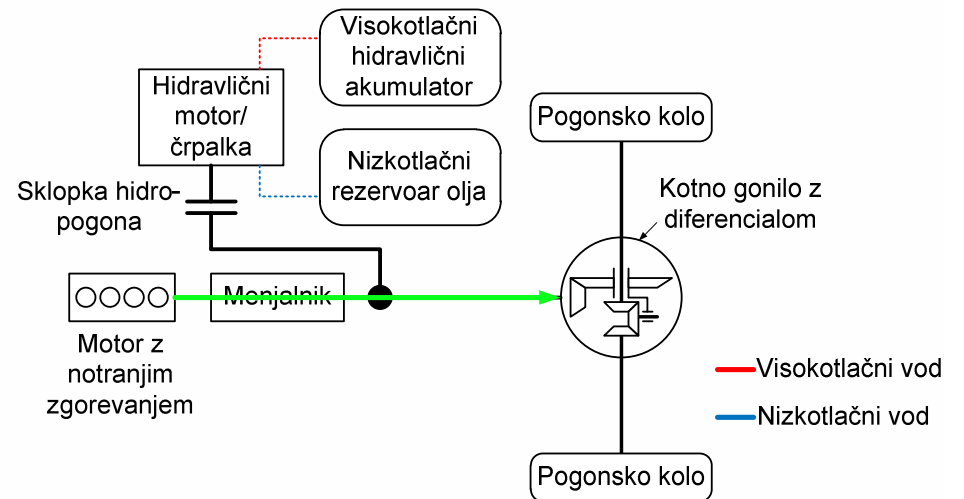 Visokotlačni
hidravlični
akumulator
Hidravlični
motor/
črpalka
Nizkotlačni
rezervoar olja
Sklopka hidro-
pogona
Pogonsko kolo
Kotno gonilo z
diferencialom
Menjalnik
Motor z
notranjim
zgorevanjem
Visokotlačni vod
Nizkotlačni vod
Pogonsko kolo